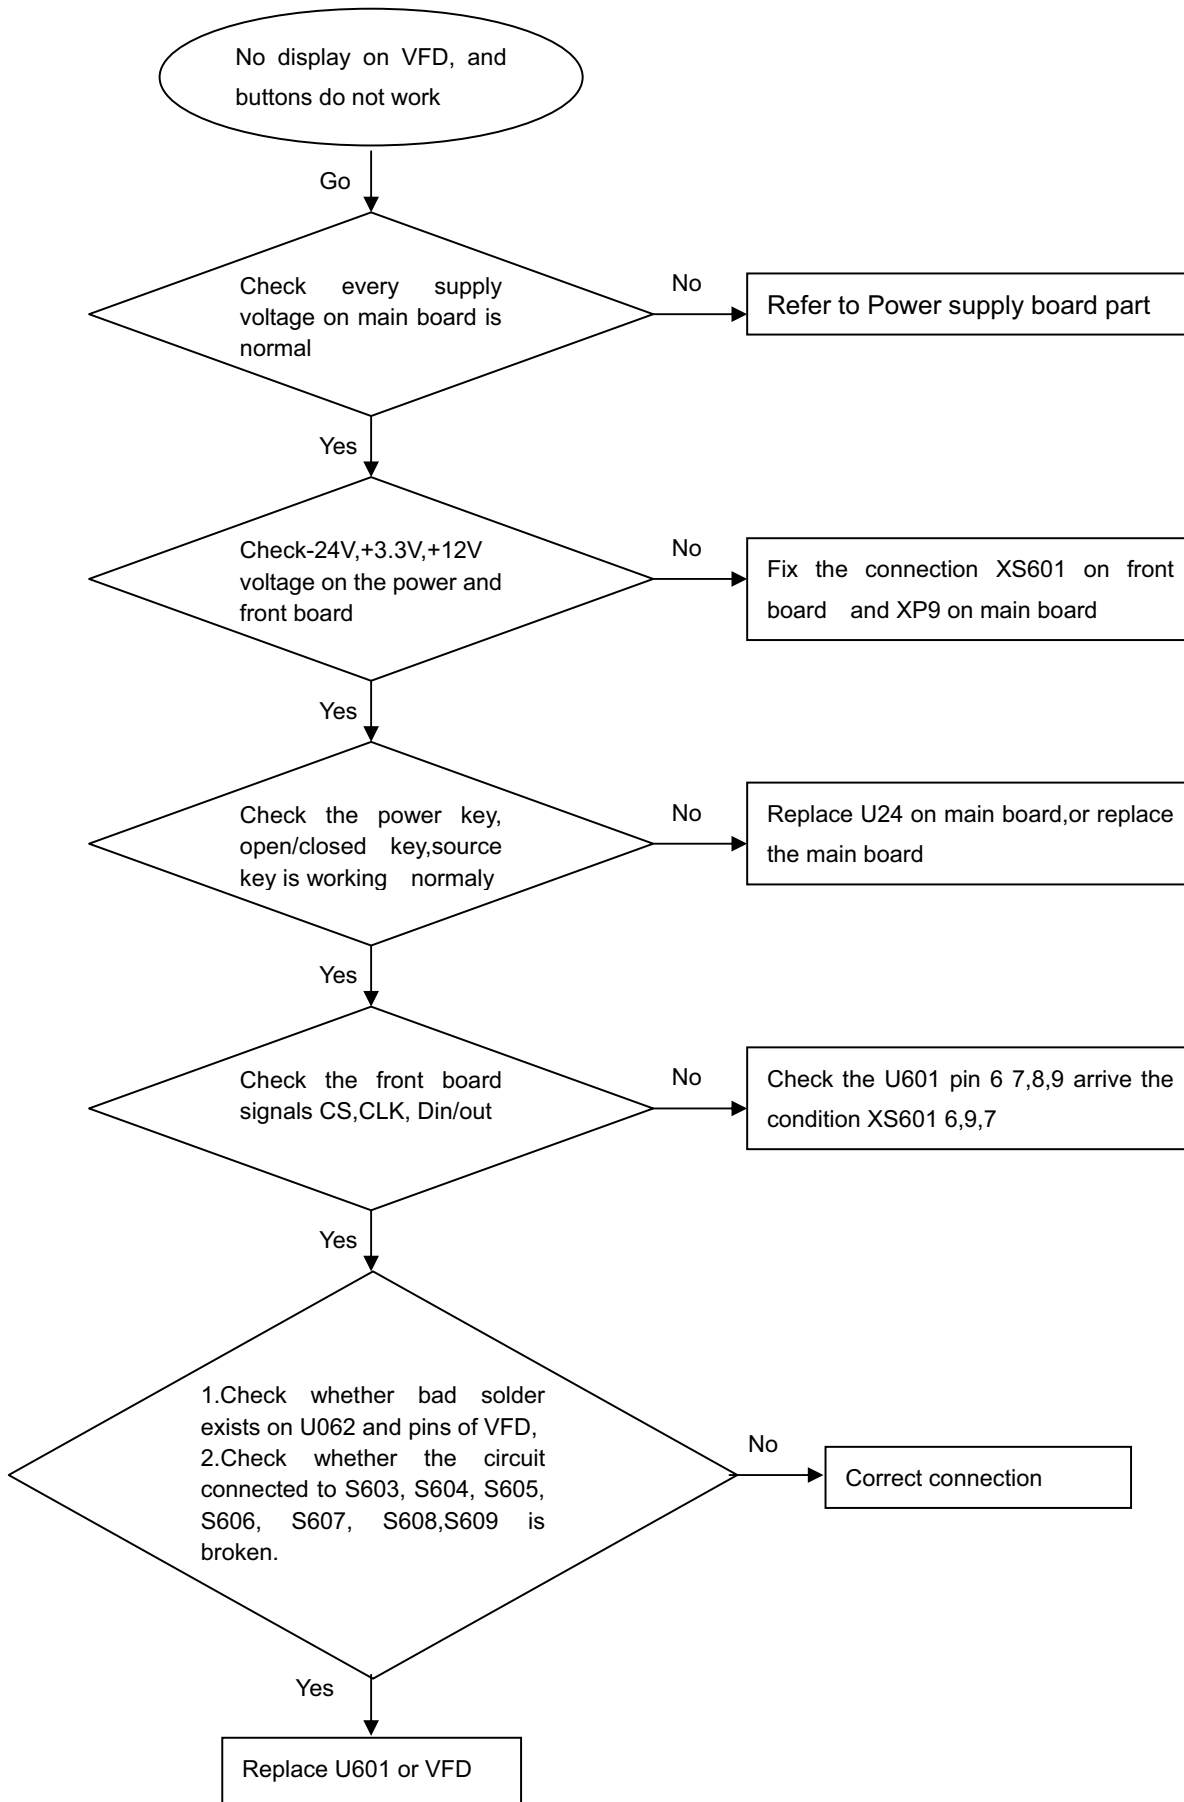 No display on VFD, and
buttons do not work
Go
Check every supply
voltage on main board is
normal
No
Refer to Power supply board part
Yes
Check-24V,+3.3V,+12V
voltage on the power and
front board
No
Fix the connection XS601 on front
board and XP9 on main board
Yes
Check the power key,
open/closed key,source
key is working normaly
No
Replace U24 on main board,or replace
the main board
Yes
Check the front board
signals CS,CLK, Din/out
No
Check the U601 pin 6 7,8,9 arrive the
condition XS601 6,9,7
Yes
1.Check whether bad solder
exists on U062 and pins of VFD,
2.Check whether the circuit
connected to S603, S604, S605,
S606, S607, S608,S609 is
broken.
No
Correct connection
Yes
Replace U601 or VFD